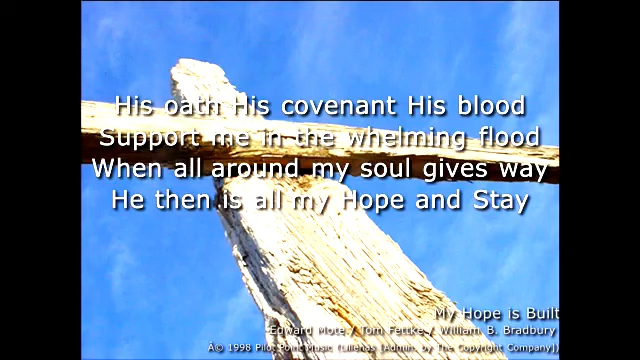 His oath His covenant His blood
Support me in the whelming flood
When all around my soul gives way
He then is all my Hope and Stay
My Hope is Built
Edward Mote / Tom Fettke / William B. Bradbury
Â© 1998 Pilot Point Music (Lillenas (Admin. by The Copyright Company))